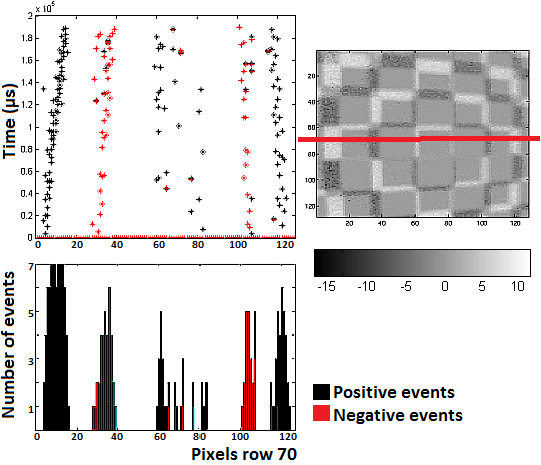 x 10⁵
2
1.8
1.6
1.4
1.2
1
0.8
0.6
0.4
0.2
0
Time (µs)
0 20 40 60 80 100 120
20
40
60
80
100
120
20 40 60 80 100 120
-15 -10 -5 0 5 10
7
5
3
1
Number of events
0 20 40 60 80 100 120
Pixels row 70
Positive events
Negative events